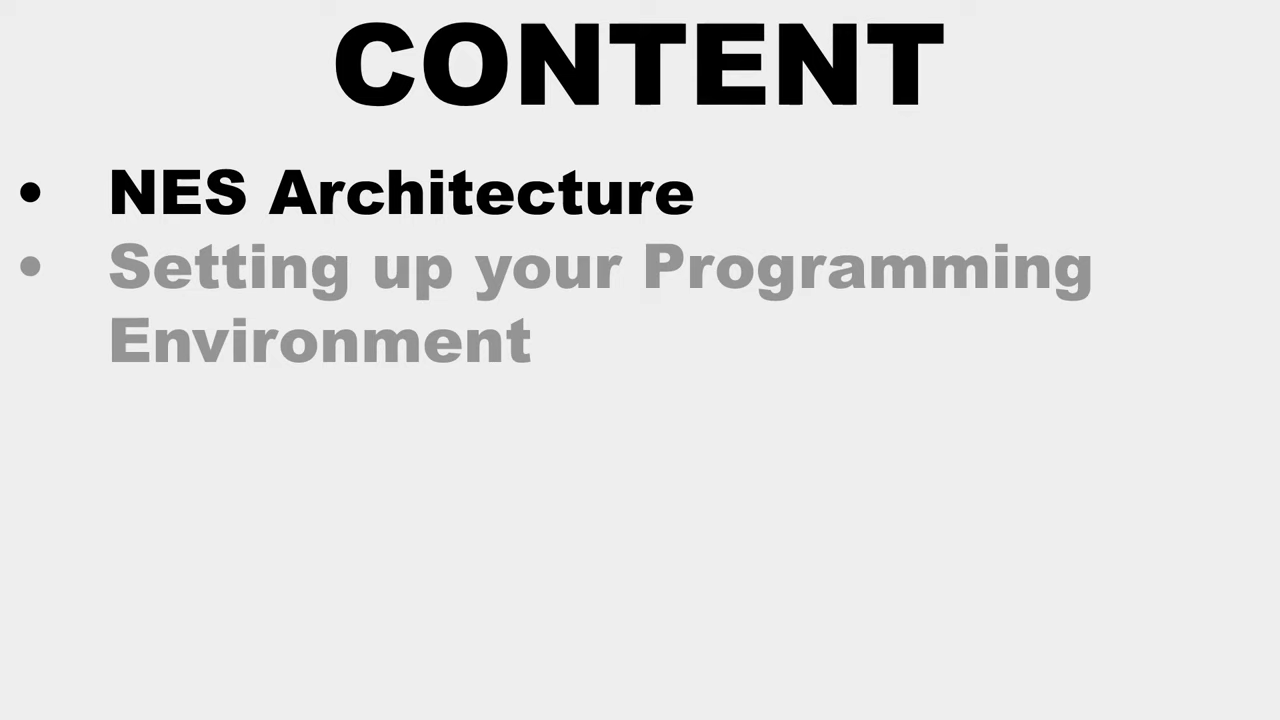 CONTENT
• NES Architecture
• Setting up your Programming
Environment